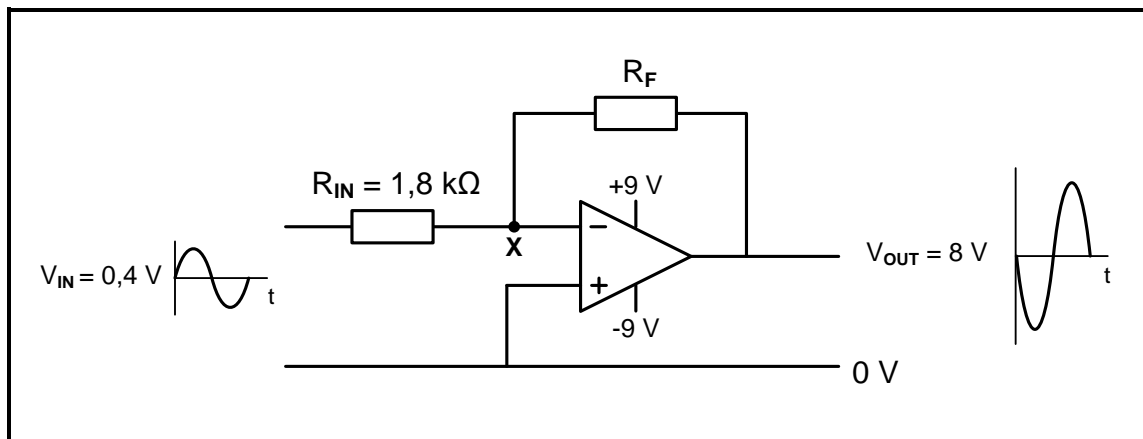 R_F
R_IN = 1,8 kΩ
+9 V
−
X
V_IN = 0,4 V
t
+
-9 V
V_OUT = 8 V
t
0 V